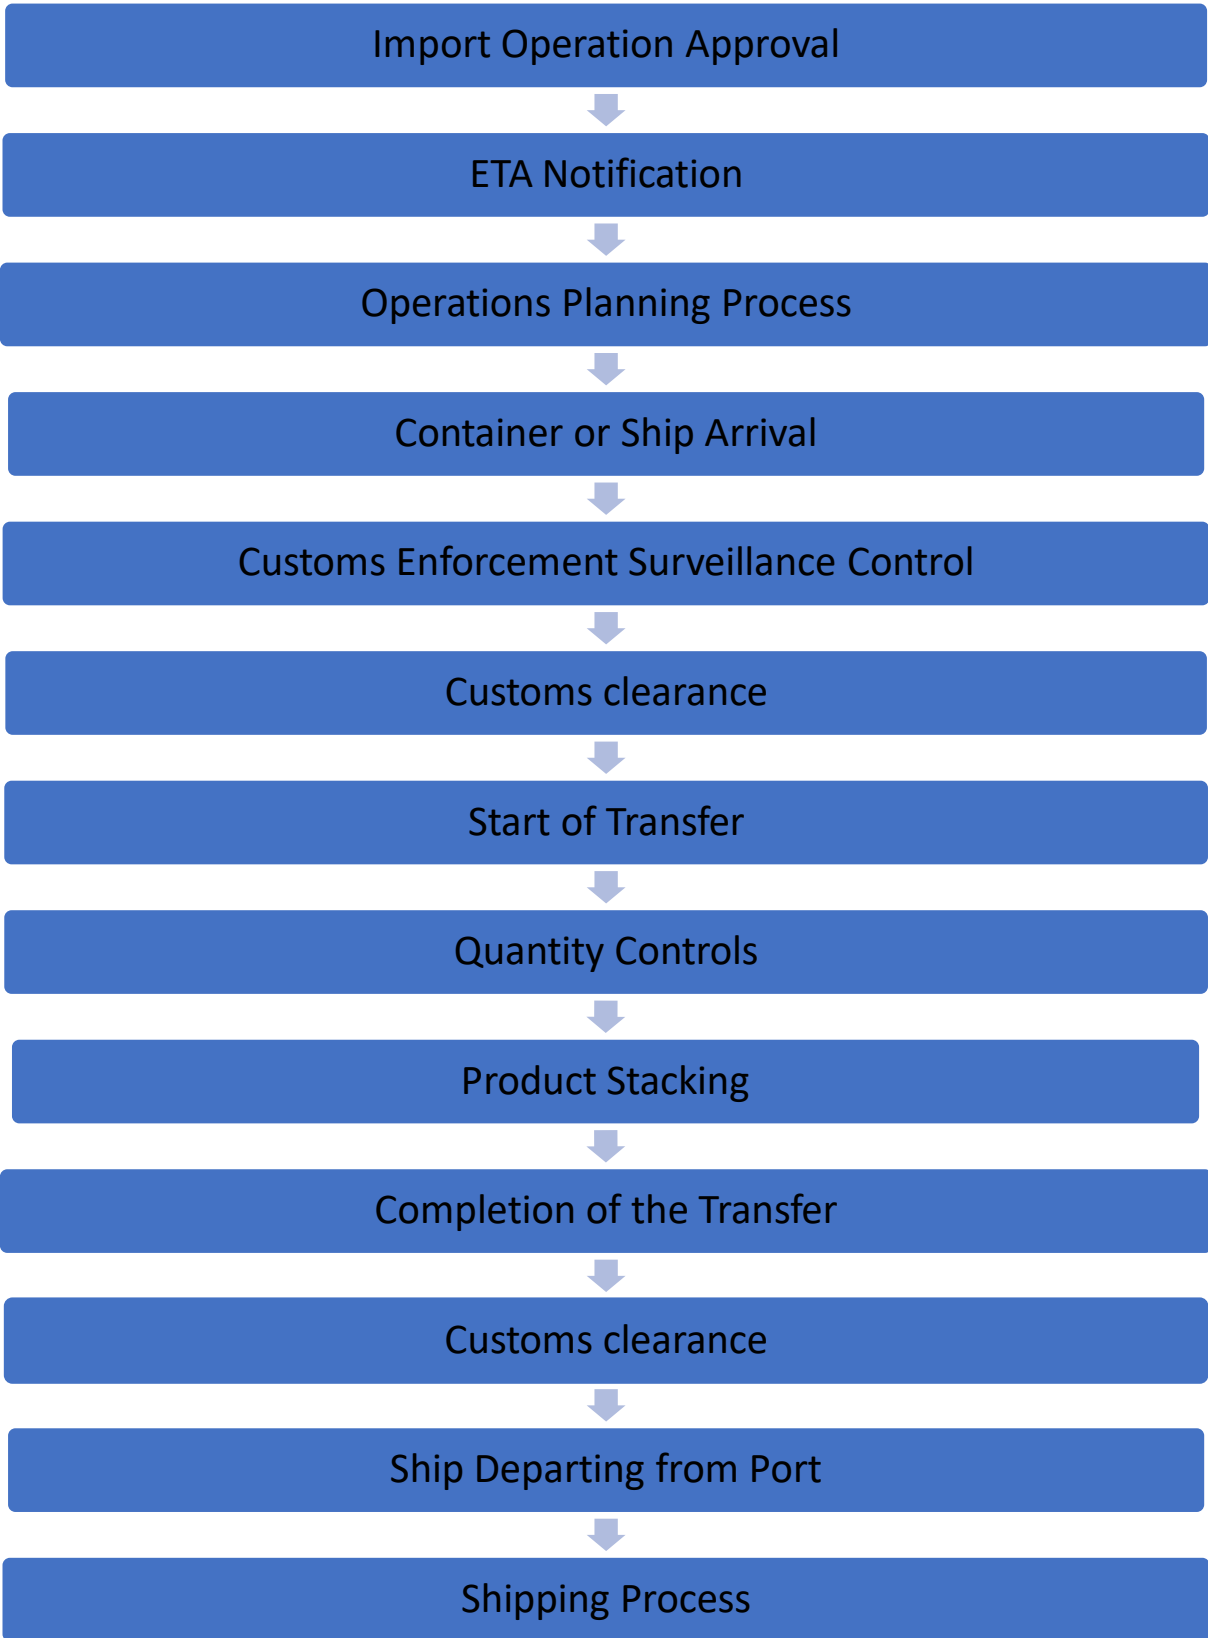 Import Operation Approval
ETA Notification
Operations Planning Process
Container or Ship Arrival
Customs Enforcement Surveillance Control
Customs clearance
Start of Transfer
Quantity Controls
Product Stacking
Completion of the Transfer
Customs clearance
Ship Departing from Port
Shipping Process